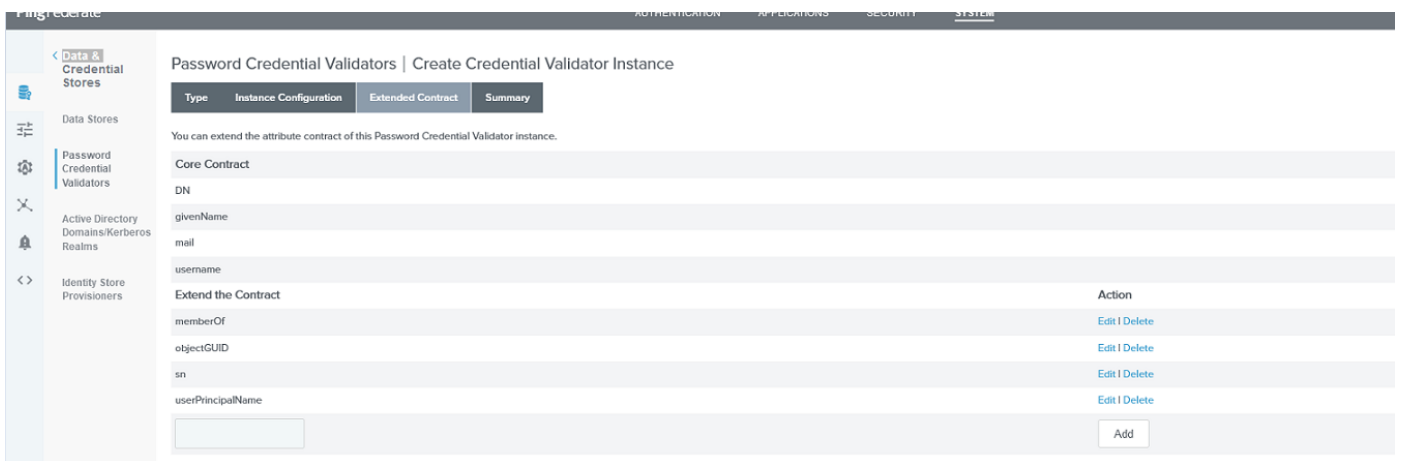 PingFederate
AUTHENTICATION APPLICATIONS SECURITY SYSTEM
Data &
Credential
Stores
Data Stores
Password
Credential
Validators
Active Directory
Domains/Kerberos
Realms
Identity Store
Provisioners
Password Credential Validators | Create Credential Validator Instance
Type Instance Configuration Extended Contract Summary
You can extend the attribute contract of this Password Credential Validator instance.
Core Contract
DN
givenName
mail
username
Extend the Contract Action
memberOf Edit | Delete
objectGUID Edit | Delete
sn Edit | Delete
userPrincipalName Edit | Delete
Add